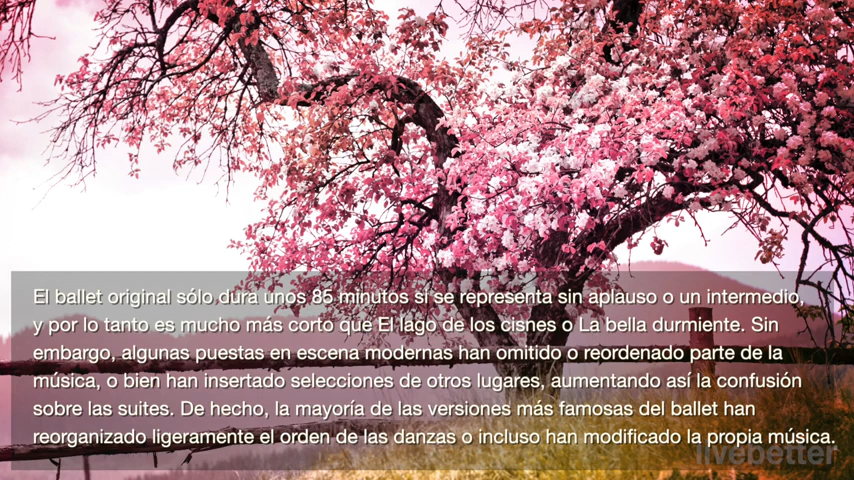 El ballet original sólo dura unos 85 minutos si se representa sin aplauso o un intermedio,
y por lo tanto es mucho más corto que El lago de los cisnes o La bella durmiente. Sin
embargo, algunas puestas en escena modernas han omitido o reordenado parte de la
música, o bien han insertado selecciones de otros lugares, aumentando así la confusión
sobre las suites. De hecho, la mayoría de las versiones más famosas del ballet han
reorganizado ligeramente el orden de las danzas o incluso han modificado la propia música.
livebetter